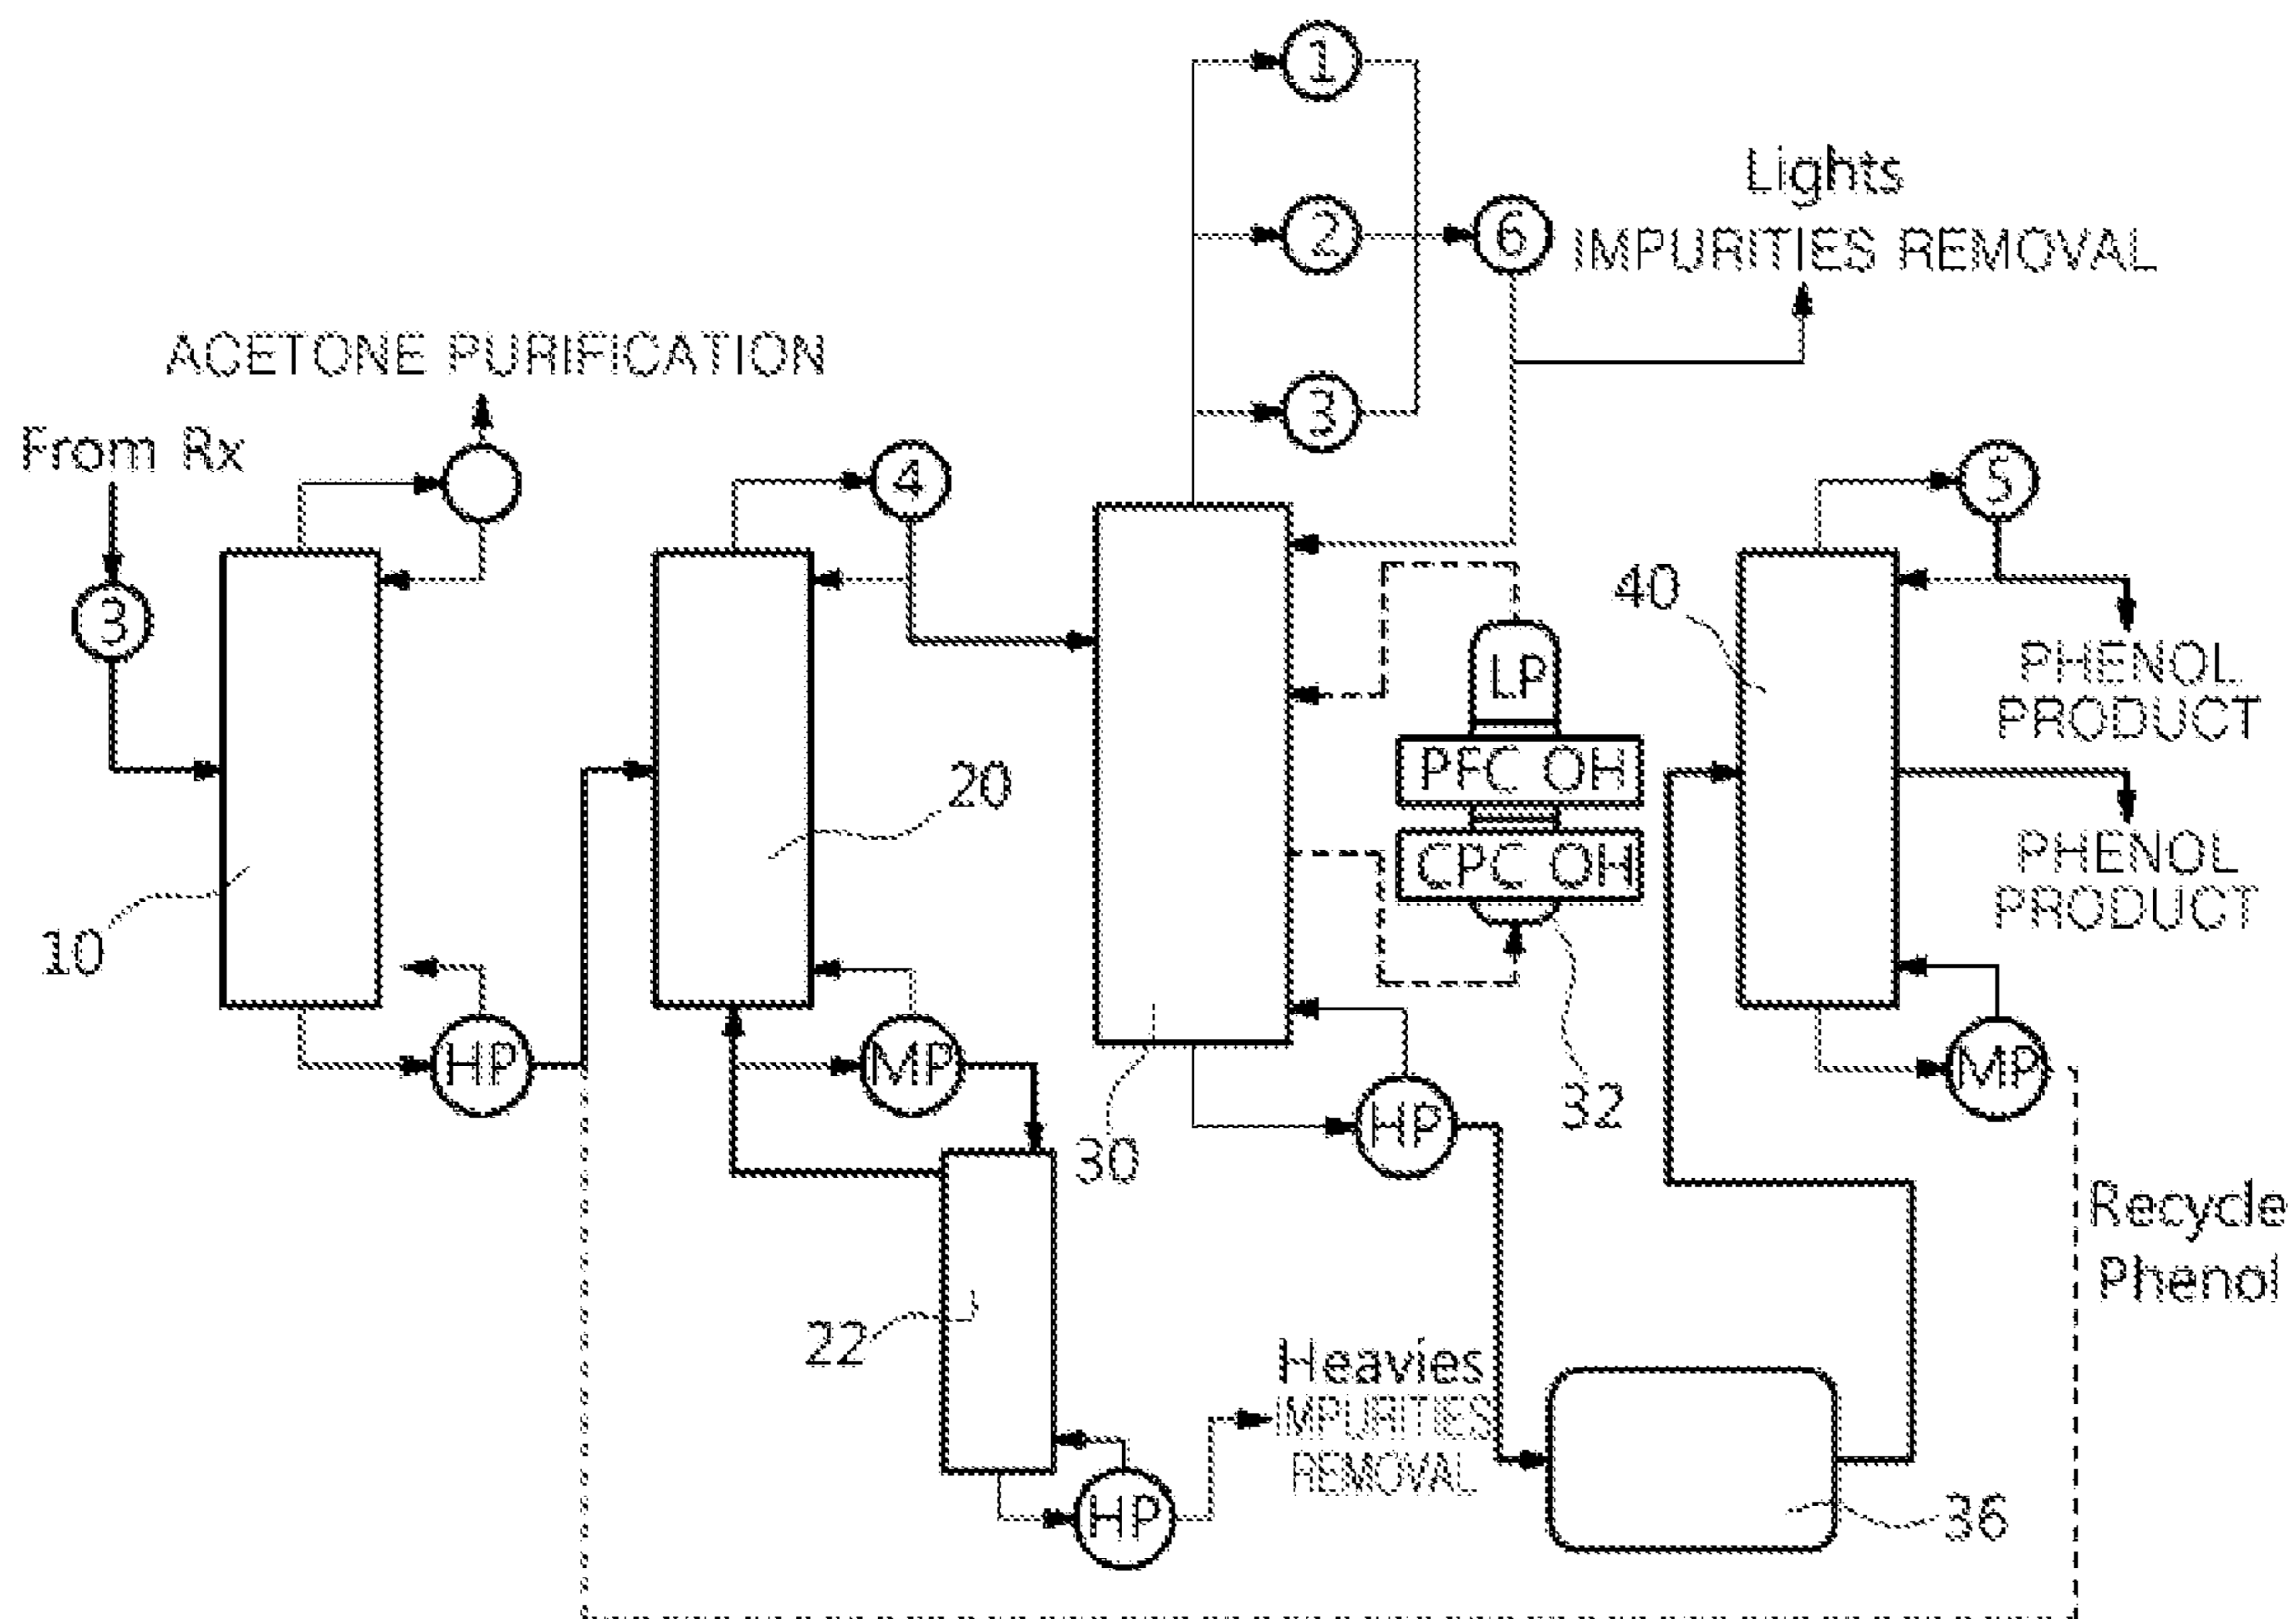 1
Lights
2
6
IMPURITIES REMOVAL
ACETONE PURIFICATION
3
From Rx
4
5
3
40
LP
PHENOL
PRODUCT
PFC OH
20
CPC OH
PHENOL
PRODUCT
10
HP
MP
MP
32
HP
30
Recycle
Phenol
22
Heavies
IMPURITIES
REMOVAL
HP
36